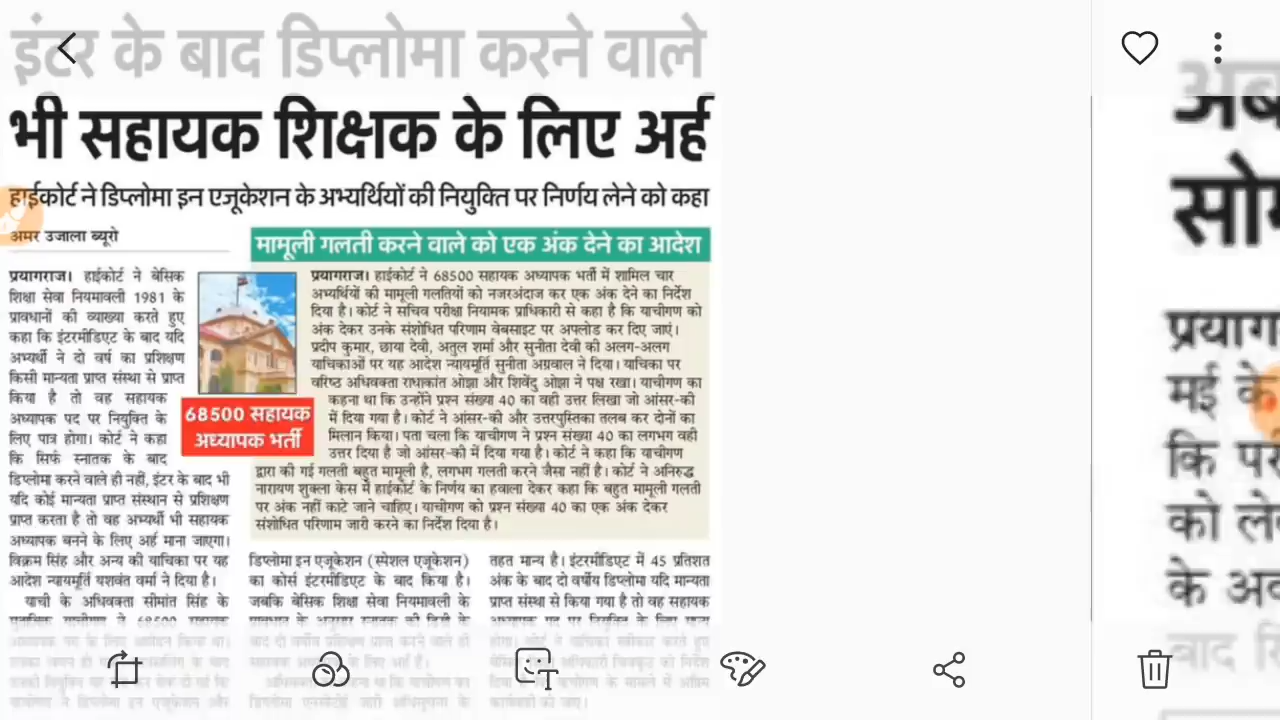 इंटर के बाद डिप्लोमा करने वाले
भी सहायक शिक्षक के लिए अर्ह
हाईकोर्ट ने डिप्लोमा इन एजूकेशन के अभ्यर्थियों की नियुक्ति पर निर्णय लेने को कहा
अमर उजाला ब्यूरो
प्रयागराज। हाईकोर्ट ने बेसिक
शिक्षा सेवा नियमावली 1981 के
प्रावधानों की व्याख्या करते हुए
कहा कि इंटरमीडिएट के बाद यदि
अभ्यर्थी ने दो वर्ष का प्रशिक्षण
किसी मान्यता प्राप्त संस्था से प्राप्त
किया है तो वह सहायक
अध्यापक पद पर नियुक्ति के
लिए पात्र होगा। कोर्ट ने कहा
कि सिर्फ स्नातक के बाद
डिप्लोमा करने वाले ही नहीं, इंटर के बाद भी
यदि कोई मान्यता प्राप्त संस्थान से प्रशिक्षण
प्राप्त करता है तो वह अभ्यर्थी भी सहायक
अध्यापक बनने के लिए अर्ह माना जाएगा।
विक्रम सिंह और अन्य की याचिका पर यह
आदेश न्यायमूर्ति यशवंत वर्मा ने दिया है।
याची के अधिवक्ता सीमांत सिंह के
68500 सहायक
अध्यापक भर्ती
मामूली गलती करने वाले को एक अंक देने का आदेश
प्रयागराज। हाईकोर्ट ने 68500 सहायक अध्यापक भर्ती में शामिल चार
अभ्यर्थियों की मामूली गलतियों को नजरअंदाज कर एक अंक देने का निर्देश
दिया है। कोर्ट ने सचिव परीक्षा नियामक प्राधिकारी से कहा है कि याचीगण को
अंक देकर उनके संशोधित परिणाम वेबसाइट पर अपलोड कर दिए जाएं।
प्रदीप कुमार, छाया देवी, अतुल शर्मा और सुनीता देवी की अलग-अलग
याचिकाओं पर यह आदेश न्यायमूर्ति सुनीता अग्रवाल ने दिया। याचिका पर
वरिष्ठ अधिवक्ता राधाकांत ओझा और शिवेंदु ओझा ने पक्ष रखा। याचीगण का
कहना था कि उन्होंने प्रश्न संख्या 40 का वही उत्तर लिखा जो आंसर-की
में दिया गया है। कोर्ट ने आंसर-की और उत्तरपुस्तिका तलब कर दोनों का
मिलान किया। पता चला कि याचीगण ने प्रश्न संख्या 40 का लगभग वही
उत्तर दिया है जो आंसर-की में दिया गया है। कोर्ट ने कहा कि याचीगण
द्वारा की गई गलती बहुत मामूली है, लगभग गलती करने जैसा नहीं है। कोर्ट ने अनिरुद्ध
नारायण शुक्ला केस में हाईकोर्ट के निर्णय का हवाला देकर कहा कि बहुत मामूली गलती
पर अंक नहीं काटे जाने चाहिए। याचीगण को प्रश्न संख्या 40 का एक अंक देकर
संशोधित परिणाम जारी करने का निर्देश दिया है।
डिप्लोमा इन एजूकेशन (स्पेशल एजूकेशन)
का कोर्स इंटरमीडिएट के बाद किया है।
जबकि बेसिक शिक्षा सेवा नियमावली के
तहत मान्य है। इंटरमीडिएट में 45 प्रतिशत
अंक के बाद दो वर्षीय डिप्लोमा यदि मान्यता
प्राप्त संस्था से किया गया है तो वह सहायक
प्रयाग
मई के
कि पर
को ले
के अव
बाद